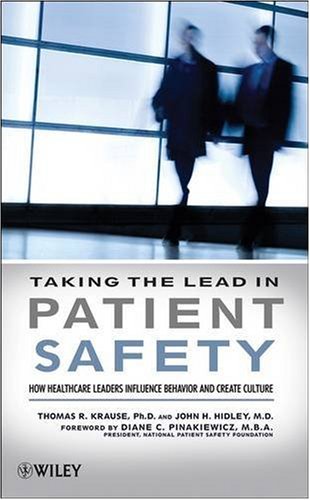 TAKING THE LEAD IN
PATIENT
SAFETY
HOW HEALTHCARE LEADERS INFLUENCE BEHAVIOR AND CREATE CULTURE
THOMAS R. KRAUSE, Ph.D. AND JOHN H. HIDLEY, M.D.
FOREWORD BY DIANE C. PINAKIEWICZ, M.B.A.
PRESIDENT, NATIONAL PATIENT SAFETY FOUNDATION
WILEY